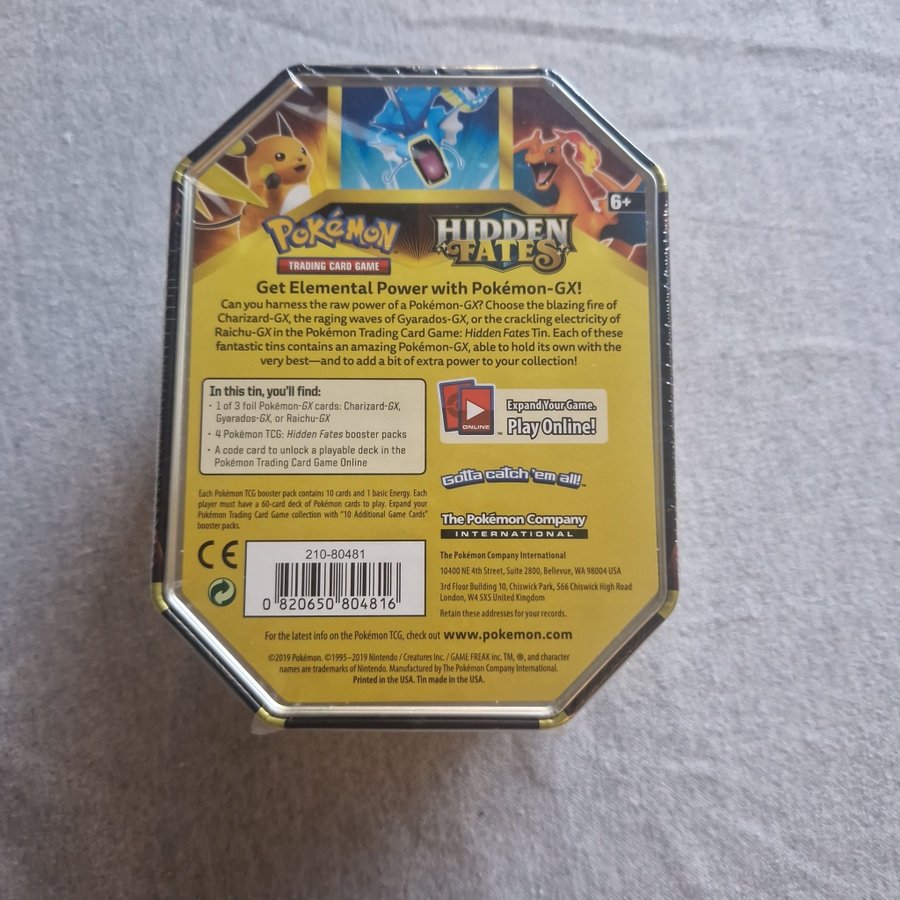 6+
POKéMON
TRADING CARD GAME
HIDDEN
FATES
Get Elemental Power with Pokémon-GX!
Can you harness the raw power of a Pokémon-GX? Choose the blazing fire of
Charizard-GX, the raging waves of Gyarados-GX, or the crackling electricity of
Raichu-GX in the Pokémon Trading Card Game: Hidden Fates Tin. Each of these
fantastic tins contains an amazing Pokémon-GX, able to hold its own with the
very best—and to add a bit of extra power to your collection!
In this tin, you'll find:
• 1 of 3 foil Pokémon-GX cards: Charizard-GX,
Gyarados-GX, or Raichu-GX
• 4 Pokémon TCG: Hidden Fates booster packs
• A code card to unlock a playable deck in the
Pokémon Trading Card Game Online
ONLINE
Expand Your Game.
Play Online!
Gotta catch 'em all!™
The Pokémon Company
INTERNATIONAL
Each Pokémon TCG booster pack contains 10 cards and 1 basic Energy. Each
player must have a 60-card deck of Pokémon cards to play. Expand your
Pokémon Trading Card Game collection with "10 Additional Game Cards"
booster packs.
CE
210-80481
0 820650 804816
The Pokémon Company International
10400 NE 4th Street, Suite 2800, Bellevue, WA 98004 USA
3rd Floor Building 10, Chiswick Park, 566 Chiswick High Road
London, W4 5XS United Kingdom
Retain these addresses for your records.
For the latest info on the Pokémon TCG, check out www.pokemon.com
©2019 Pokémon. ©1995–2019 Nintendo / Creatures Inc. / GAME FREAK inc. TM, ®, and character
names are trademarks of Nintendo. Manufactured by The Pokémon Company International.
Printed in the USA. Tin made in the USA.